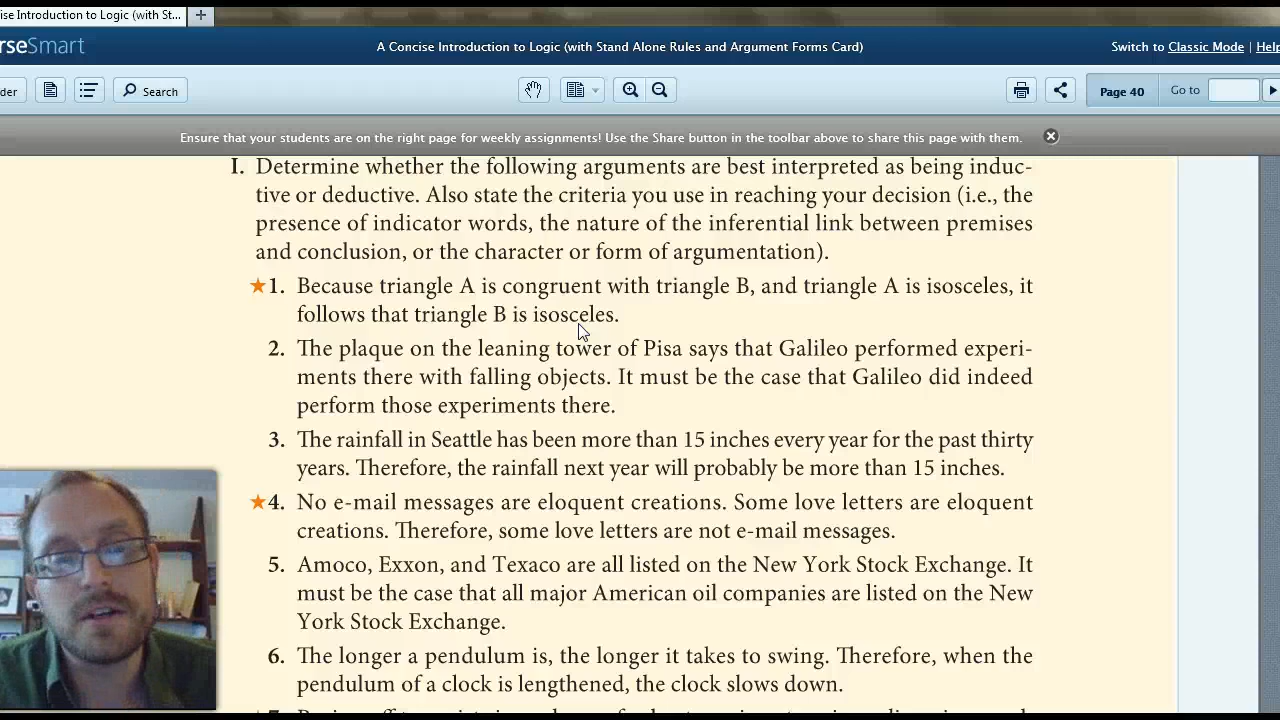 ise Introduction to Logic (with St... +
rseSmart
A Concise Introduction to Logic (with Stand Alone Rules and Argument Forms Card)
Switch to Classic Mode | Help
der
Search
Page 40
Go to
Ensure that your students are on the right page for weekly assignments! Use the Share button in the toolbar above to share this page with them.
I. Determine whether the following arguments are best interpreted as being induc-
tive or deductive. Also state the criteria you use in reaching your decision (i.e., the
presence of indicator words, the nature of the inferential link between premises
and conclusion, or the character or form of argumentation).
★1. Because triangle A is congruent with triangle B, and triangle A is isosceles, it
follows that triangle B is isosceles.
2. The plaque on the leaning tower of Pisa says that Galileo performed experi-
ments there with falling objects. It must be the case that Galileo did indeed
perform those experiments there.
3. The rainfall in Seattle has been more than 15 inches every year for the past thirty
years. Therefore, the rainfall next year will probably be more than 15 inches.
★4. No e-mail messages are eloquent creations. Some love letters are eloquent
creations. Therefore, some love letters are not e-mail messages.
5. Amoco, Exxon, and Texaco are all listed on the New York Stock Exchange. It
must be the case that all major American oil companies are listed on the New
York Stock Exchange.
6. The longer a pendulum is, the longer it takes to swing. Therefore, when the
pendulum of a clock is lengthened, the clock slows down.